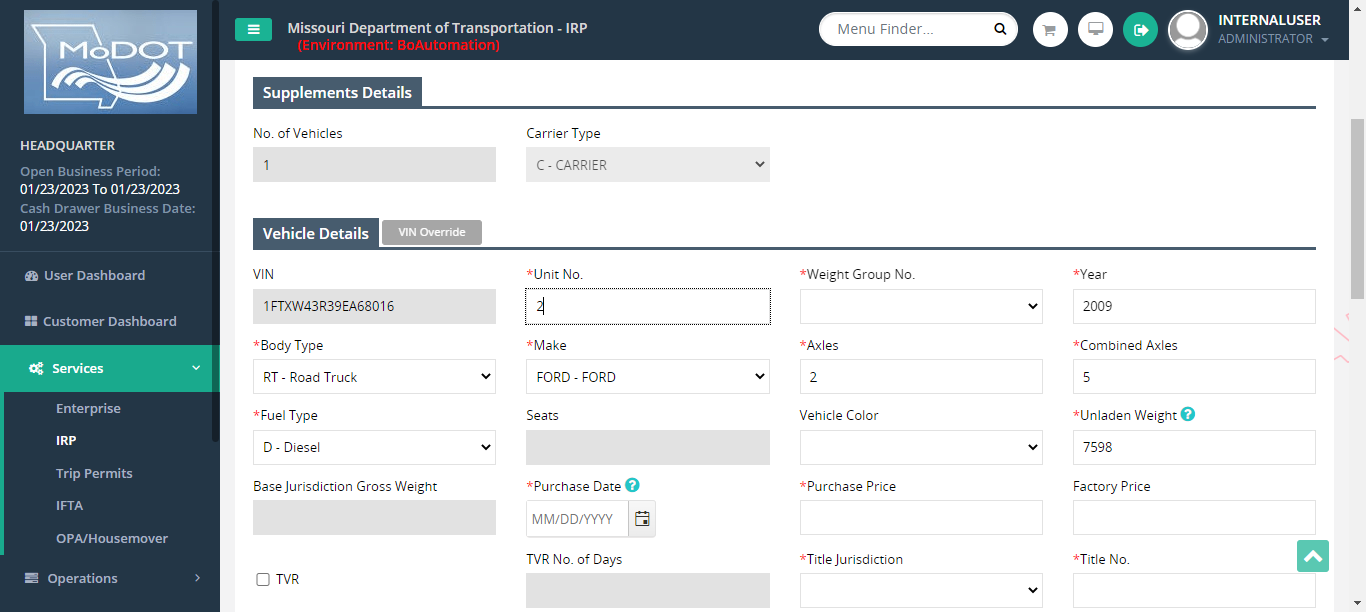 MoDOT
HEADQUARTER
Open Business Period:
01/23/2023 To 01/23/2023
Cash Drawer Business Date:
01/23/2023
User Dashboard
Customer Dashboard
Services
Enterprise
IRP
Trip Permits
IFTA
OPA/Housemover
Operations
Missouri Department of Transportation - IRP
(Environment: BoAutomation)
Menu Finder...
INTERNALUSER
ADMINISTRATOR
Supplements Details
No. of Vehicles
Carrier Type
1
C - CARRIER
Vehicle Details
VIN Override
VIN
*Unit No.
*Weight Group No.
*Year
1FTXW43R39EA68016
2
2009
*Body Type
*Make
*Axles
*Combined Axles
RT - Road Truck
FORD - FORD
2
5
*Fuel Type
Seats
Vehicle Color
*Unladen Weight ?
D - Diesel
7598
Base Jurisdiction Gross Weight
*Purchase Date ?
*Purchase Price
Factory Price
MM/DD/YYYY
TVR
TVR No. of Days
*Title Jurisdiction
*Title No.